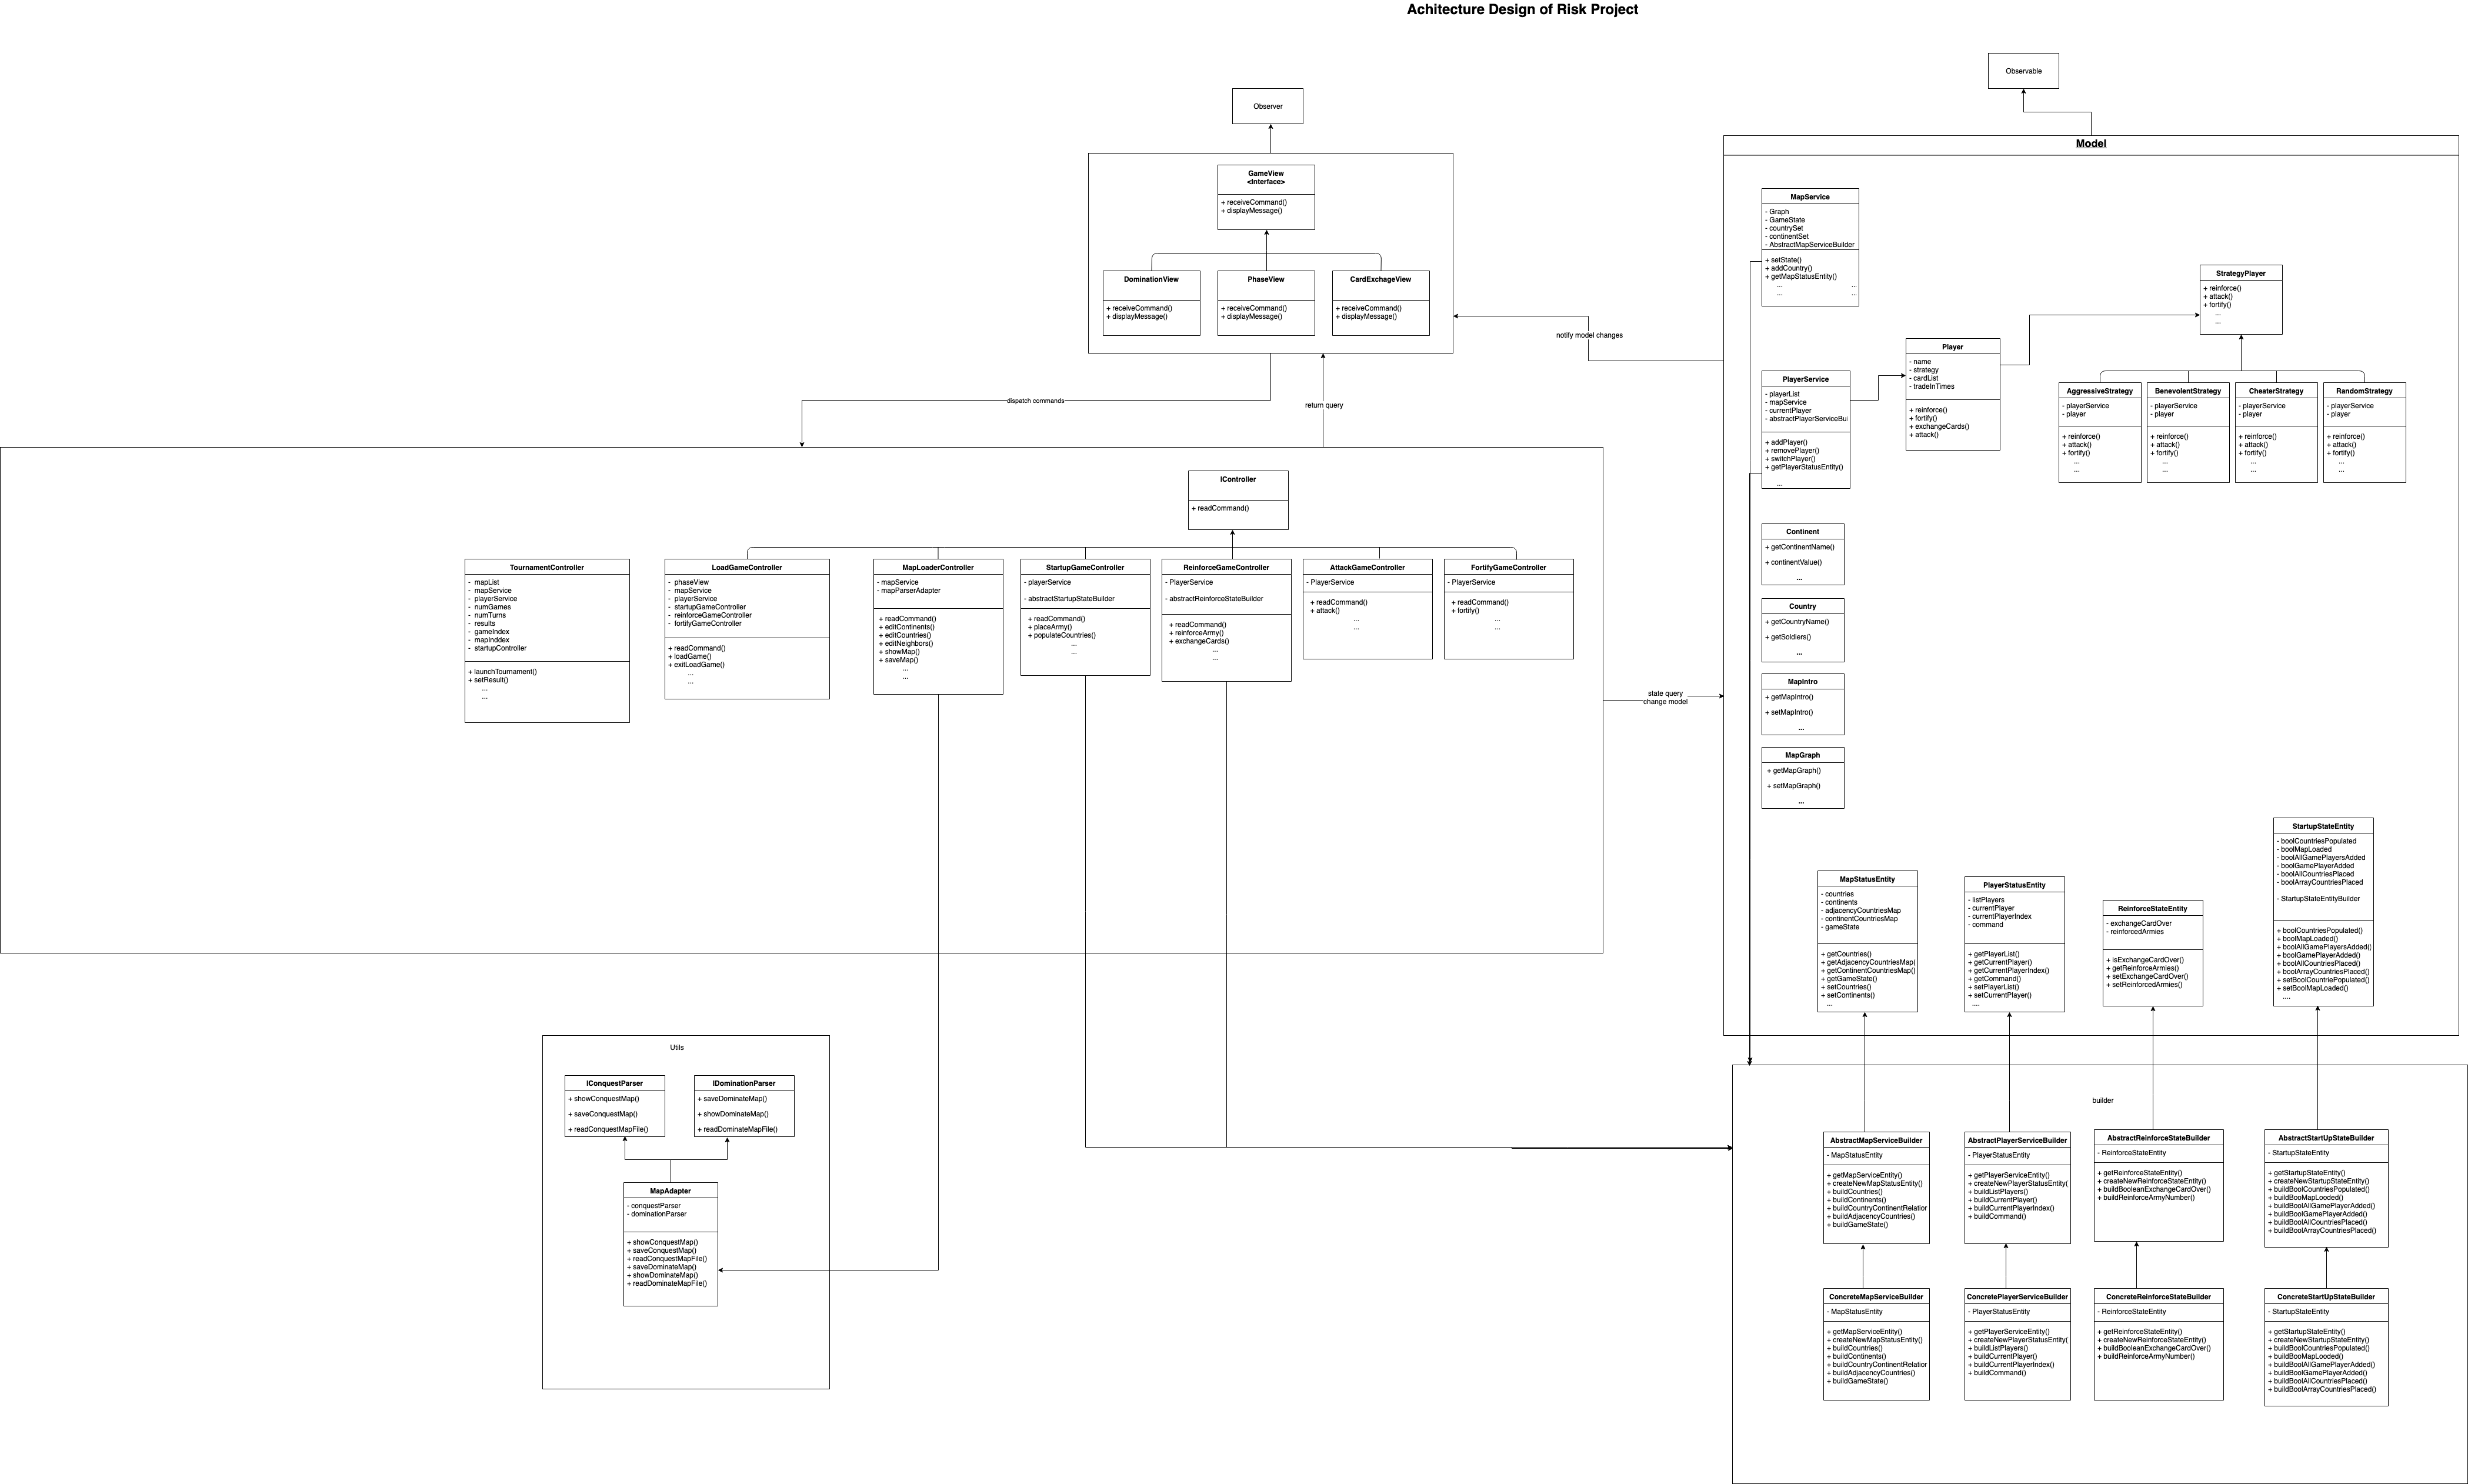 Achitecture Design of Risk Project
Observable
Observer
Model
GameView
<Interface>
+ receiveCommand()
+ displayMessage()
DominationView
+ receiveCommand()
+ displayMessage()
PhaseView
+ receiveCommand()
+ displayMessage()
CardExchageView
+ receiveCommand()
+ displayMessage()
notify model changes
dispatch commands
return query
MapService
- Graph
- GameState
- countrySet
- continentSet
- AbstractMapServiceBuilder
+ setState()
+ addCountry()
+ getMapStatusEntity()
... ...
... ...
StrategyPlayer
+ reinforce()
+ attack()
+ fortify()
...
...
Player
- name
- strategy
- cardList
- tradeInTimes
+ reinforce()
+ fortify()
+ exchangeCards()
+ attack()
PlayerService
- playerList
- mapService
- currentPlayer
- abstractPlayerServiceBui
+ addPlayer()
+ removePlayer()
+ switchPlayer()
+ getPlayerStatusEntity()
...
AggressiveStrategy
- playerService
- player
+ reinforce()
+ attack()
+ fortify()
...
...
BenevolentStrategy
- playerService
- player
+ reinforce()
+ attack()
+ fortify()
...
...
CheaterStrategy
- playerService
- player
+ reinforce()
+ attack()
+ fortify()
...
...
RandomStrategy
- playerService
- player
+ reinforce()
+ attack()
+ fortify()
...
...
IController
+ readCommand()
TournamentController
- mapList
- mapService
- playerService
- numGames
- numTurns
- results
- gameIndex
- mapInddex
- startupController
+ launchTournament()
+ setResult()
...
...
LoadGameController
- phaseView
- mapService
- playerService
- startupGameController
- reinforceGameController
- fortifyGameController
+ readCommand()
+ loadGame()
+ exitLoadGame()
...
...
MapLoaderController
- mapService
- mapParserAdapter
+ readCommand()
+ editContinents()
+ editCountries()
+ editNeighbors()
+ showMap()
+ saveMap()
...
...
StartupGameController
- playerService
- abstractStartupStateBuilder
+ readCommand()
+ placeArmy()
+ populateCountries()
...
...
ReinforceGameController
- PlayerService
- abstractReinforceStateBuilder
+ readCommand()
+ reinforceArmy()
+ exchangeCards()
...
...
AttackGameController
- PlayerService
+ readCommand()
+ attack()
...
...
FortifyGameController
- PlayerService
+ readCommand()
+ fortify()
...
...
state query
change model
Continent
+ getContinentName()
+ continentValue()
...
Country
+ getCountryName()
+ getSoldiers()
...
MapIntro
+ getMapIntro()
+ setMapIntro()
...
MapGraph
+ getMapGraph()
+ setMapGraph()
...
MapStatusEntity
- countries
- continents
- adjacencyCountriesMap
- continentCountriesMap
- gameState
+ getCountries()
+ getAdjacencyCountriesMap(
+ getContinentCountriesMap()
+ getGameState()
+ setCountries()
+ setContinents()
...
PlayerStatusEntity
- listPlayers
- currentPlayer
- currentPlayerIndex
- command
+ getPlayerList()
+ getCurrentPlayer()
+ getCurrentPlayerIndex()
+ getCommand()
+ setPlayerList()
+ setCurrentPlayer()
....
ReinforceStateEntity
- exchangeCardOver
- reinforcedArmies
+ isExchangeCardOver()
+ getReinforceArmies()
+ setExchangeCardOver()
+ setReinforcedArmies()
StartupStateEntity
- boolCountriesPopulated
- boolMapLoaded
- boolAllGamePlayersAdded
- boolGamePlayerAdded
- boolAllCountriesPlaced
- boolArrayCountriesPlaced
- StartupStateEntityBuilder
+ boolCountriesPopulated()
+ boolMapLoaded()
+ boolAllGamePlayersAdded()
+ boolGamePlayerAdded()
+ boolAllCountriesPlaced()
+ boolArrayCountriesPlaced()
+ setBoolCountriePopulated()
+ setBoolMapLoaded()
....
Utils
IConquestParser
+ showConquestMap()
+ saveConquestMap()
+ readConquestMapFile()
IDominationParser
+ saveDominateMap()
+ showDominateMap()
+ readDominateMapFile()
MapAdapter
- conquestParser
- dominationParser
+ showConquestMap()
+ saveConquestMap()
+ readConquestMapFile()
+ saveDominateMap()
+ showDominateMap()
+ readDominateMapFile()
builder
AbstractMapServiceBuilder
- MapStatusEntity
+ getMapServiceEntity()
+ createNewMapStatusEntity()
+ buildCountries()
+ buildContinents()
+ buildCountryContinentRelatior
+ buildAdjacencyCountries()
+ buildGameState()
AbstractPlayerServiceBuilder
- PlayerStatusEntity
+ getPlayerServiceEntity()
+ createNewPlayerStatusEntity(
+ buildListPlayers()
+ buildCurrentPlayer()
+ buildCurrentPlayerIndex()
+ buildCommand()
AbstractReinforceStateBuilder
- ReinforceStateEntity
+ getReinforceStateEntity()
+ createNewReinforceStateEntity()
+ buildBooleanExchangeCardOver()
+ buildReinforceArmyNumber()
AbstractStartUpStateBuilder
- StartupStateEntity
+ getStartupStateEntity()
+ createNewStartupStateEntity()
+ buildBoolCountriesPopulated()
+ buildBooMapLooded()
+ buildBoolAllGamePlayerAdded()
+ buildBoolGamePlayerAdded()
+ buildBoolAllCountriesPlaced()
+ buildBoolArrayCountriesPlaced()
ConcreteMapServiceBuilder
- MapStatusEntity
+ getMapServiceEntity()
+ createNewMapStatusEntity()
+ buildCountries()
+ buildContinents()
+ buildCountryContinentRelatior
+ buildAdjacencyCountries()
+ buildGameState()
ConcretePlayerServiceBuilder
- PlayerStatusEntity
+ getPlayerServiceEntity()
+ createNewPlayerStatusEntity(
+ buildListPlayers()
+ buildCurrentPlayer()
+ buildCurrentPlayerIndex()
+ buildCommand()
ConcreteReinforceStateBuilder
- ReinforceStateEntity
+ getReinforceStateEntity()
+ createNewReinforceStateEntity()
+ buildBooleanExchangeCardOver()
+ buildReinforceArmyNumber()
ConcreteStartUpStateBuilder
- StartupStateEntity
+ getStartupStateEntity()
+ createNewStartupStateEntity()
+ buildBoolCountriesPopulated()
+ buildBooMapLooded()
+ buildBoolAllGamePlayerAdded()
+ buildBoolGamePlayerAdded()
+ buildBoolAllCountriesPlaced()
+ buildBoolArrayCountriesPlaced()